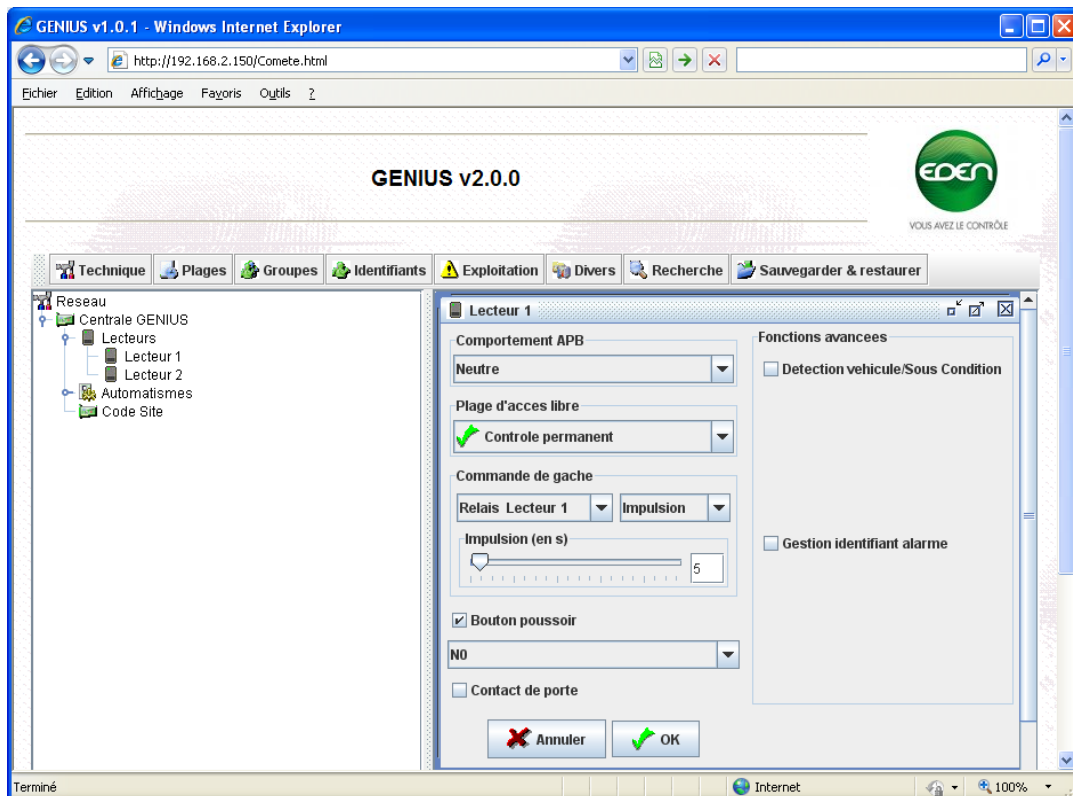 GENIUS v1.0.1 - Windows Internet Explorer
http://192.168.2.150/Comete.html
Fichier Edition Affichage Favoris Outils ?
GENIUS v2.0.0
EDEN
VOUS AVEZ LE CONTRÔLE
Technique Plages Groupes Identifiants Exploitation Divers Recherche Sauvegarder & restaurer
Reseau
Centrale GENIUS
Lecteurs
Lecteur 1
Lecteur 2
Automatismes
Code Site
Lecteur 1
Comportement APB
Neutre
Plage d'acces libre
Controle permanent
Commande de gache
Relais Lecteur 1 Impulsion
Impulsion (en s)
5
Bouton poussoir
NO
Contact de porte
Fonctions avancees
Detection vehicule/Sous Condition
Gestion identifiant alarme
Annuler OK
Terminé Internet 100%